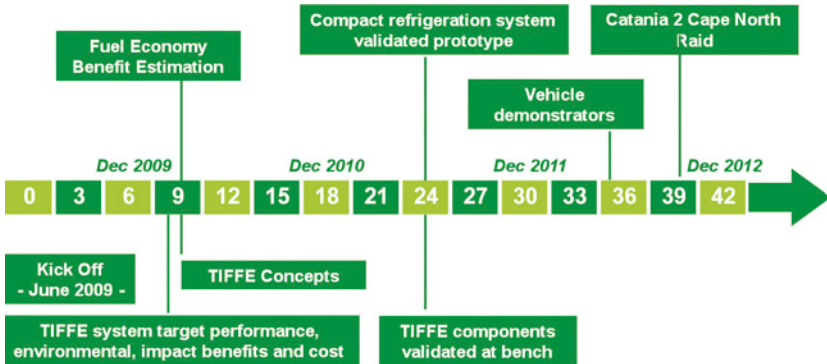 Fuel Economy
Benefit Estimation
Compact refrigeration system
validated prototype
Catania 2 Cape North
Raid
Vehicle
demonstrators
Dec 2009
Dec 2010
Dec 2011
Dec 2012
0 3 6 9 12 15 18 21 24 27 30 33 36 39 42
Kick Off
- June 2009 -
TIFFE Concepts
TIFFE system target performance,
environmental, impact benefits and cost
TIFFE components
validated at bench